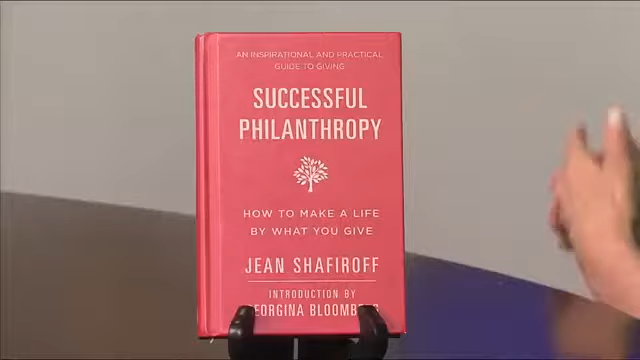 AN INSPIRATIONAL AND PRACTICAL
GUIDE TO GIVING
SUCCESSFUL
PHILANTHROPY
HOW TO MAKE A LIFE
BY WHAT YOU GIVE
JEAN SHAFIROFF
INTRODUCTION BY